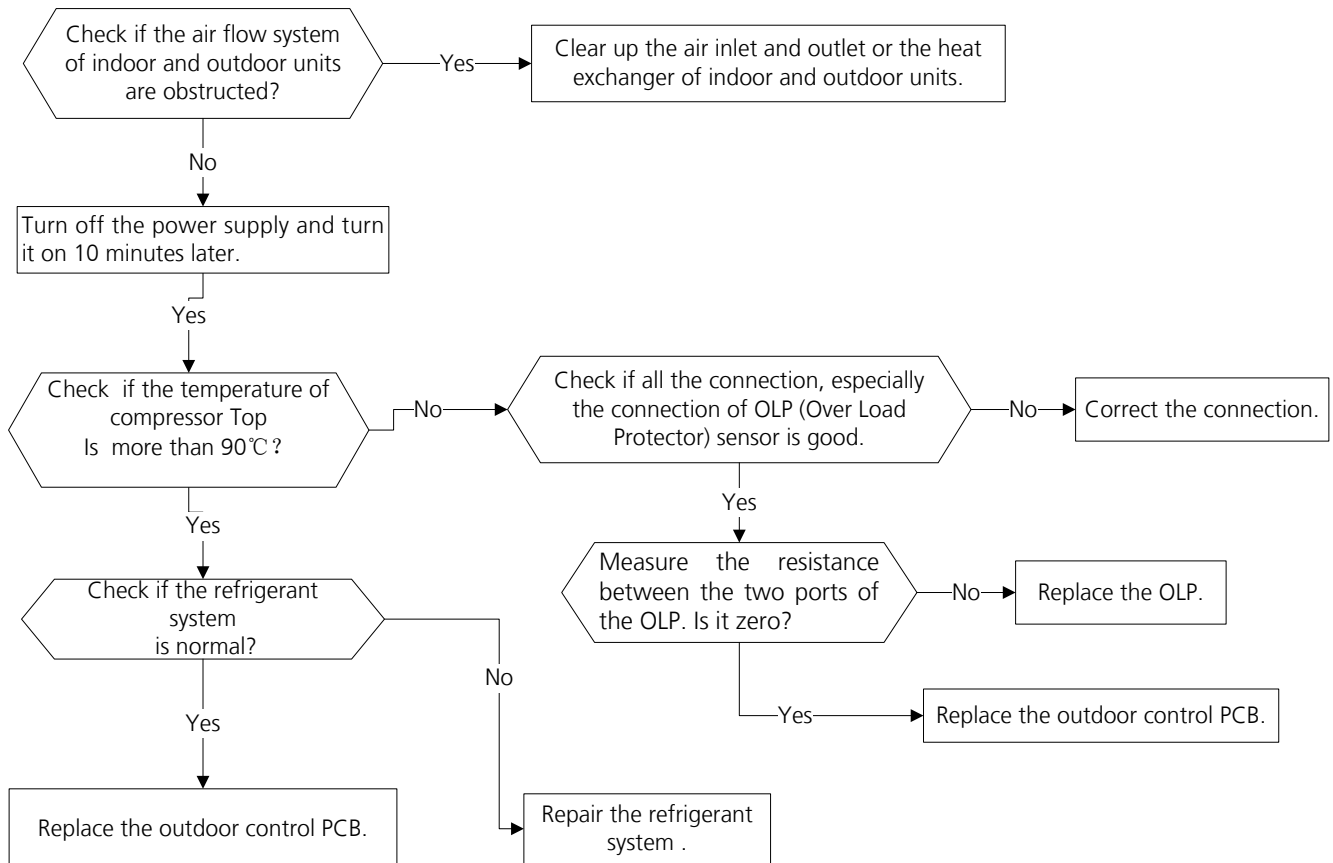 Check if the air flow system
of indoor and outdoor units
are obstructed?
Yes
Clear up the air inlet and outlet or the heat
exchanger of indoor and outdoor units.
No
Turn off the power supply and turn
it on 10 minutes later.
Yes
Check if the temperature of
compressor Top
Is more than 90℃?
No
Check if all the connection, especially
the connection of OLP (Over Load
Protector) sensor is good.
No
Correct the connection.
Yes
Yes
Measure the resistance
between the two ports of
the OLP. Is it zero?
No
Replace the OLP.
Check if the refrigerant
system
is normal?
No
Yes
Yes
Replace the outdoor control PCB.
Replace the outdoor control PCB.
Repair the refrigerant
system .